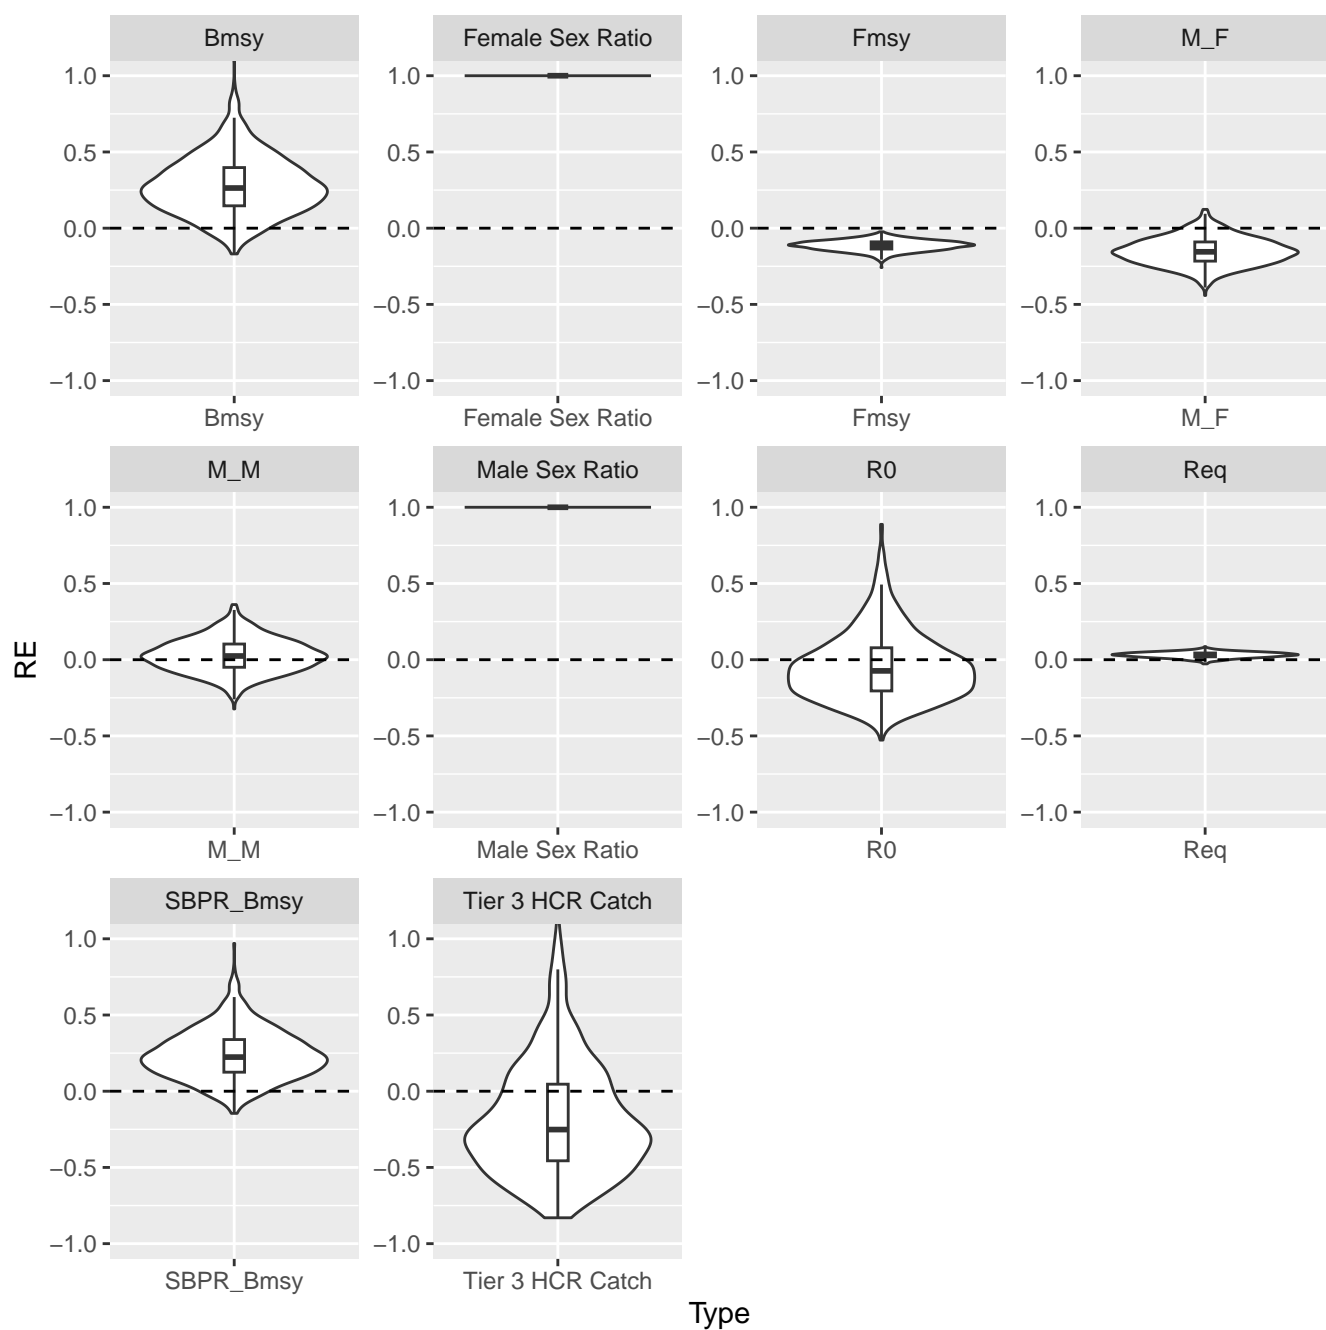 Bmsy Female Sex Ratio Fmsy M_F
1.0 1.0 1.0 1.0
0.5 0.5 0.5 0.5
0.0 0.0 0.0 0.0
−0.5 −0.5 −0.5 −0.5
−1.0 −1.0 −1.0 −1.0
Bmsy Female Sex Ratio Fmsy M_F
M_M Male Sex Ratio R0 Req
1.0 1.0 1.0 1.0
0.5 0.5 0.5 0.5
RE
0.0 0.0 0.0 0.0
−0.5 −0.5 −0.5 −0.5
−1.0 −1.0 −1.0 −1.0
M_M Male Sex Ratio R0 Req
SBPR_Bmsy Tier 3 HCR Catch
1.0 1.0
0.5 0.5
0.0 0.0
−0.5 −0.5
−1.0 −1.0
SBPR_Bmsy Tier 3 HCR Catch
Type